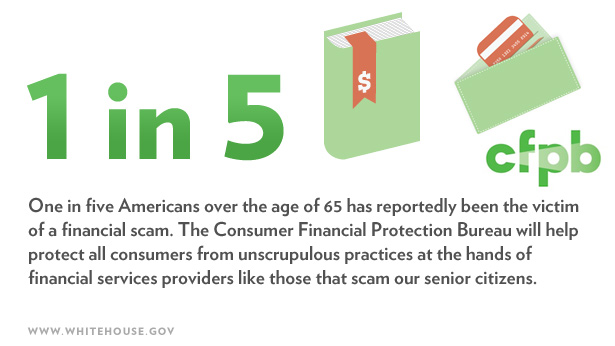 1 in 5
$
cfpb
One in five Americans over the age of 65 has reportedly been the victim
of a financial scam. The Consumer Financial Protection Bureau will help
protect all consumers from unscrupulous practices at the hands of
financial services providers like those that scam our senior citizens.
WWW.WHITEHOUSE.GOV